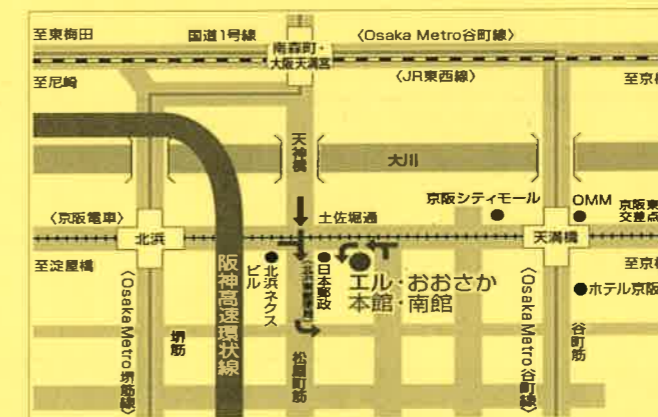 至東梅田
国道1号線
〈Osaka Metro谷町線〉
南森町・
大阪天満宮
至尼崎
〈JR東西線〉
至京
天神橋
大川
京阪シティモール
OMM
京阪東
交差点
〈京阪電車〉
土佐堀通
北浜
天満橋
至淀屋橋
至京
阪神高速環状線
北浜ネクス
ビル
日本郵政
エル・おおさか
本館・南館
ホテル京阪
〈Osaka Metro堺筋線〉
堺筋
松屋町筋
〈Osaka Metro谷町線〉
谷町筋